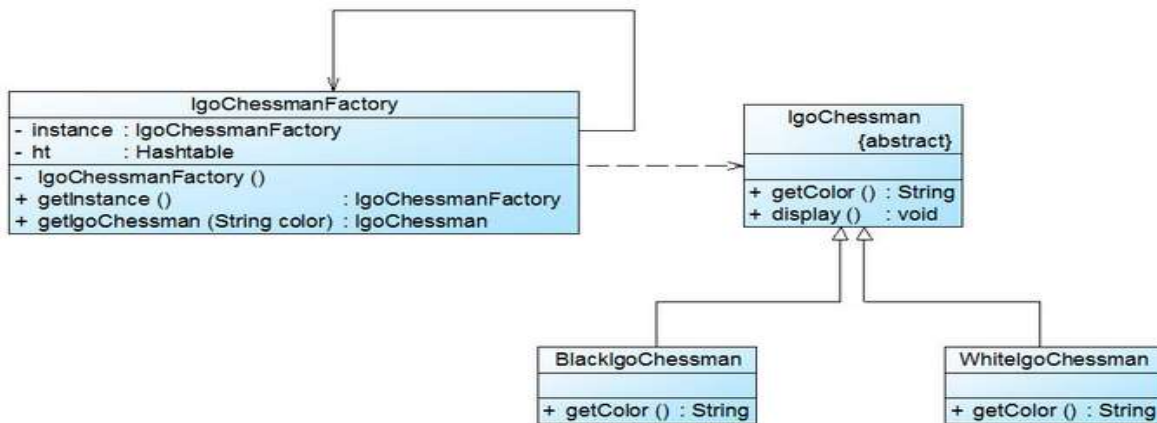 IgoChessmanFactory
- instance : IgoChessmanFactory
- ht : Hashtable
- IgoChessmanFactory ()
+ getInstance () : IgoChessmanFactory
+ getIgoChessman (String color) : IgoChessman
IgoChessman
{abstract}
+ getColor () : String
+ display () : void
BlackIgoChessman
+ getColor () : String
WhiteIgoChessman
+ getColor () : String